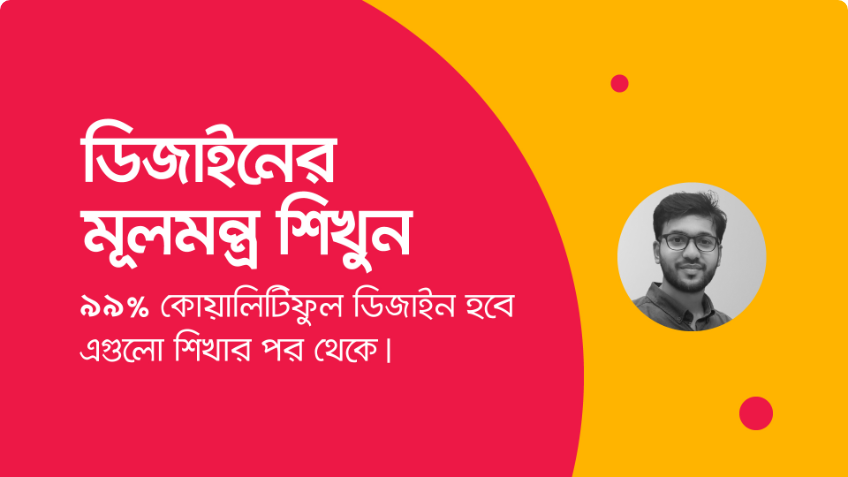 ডিজাইনের
মূলমন্ত্র শিখুন
৯৯% কোয়ালিটিফুল ডিজাইন হবে
এগুলো শিখার পর থেকে।